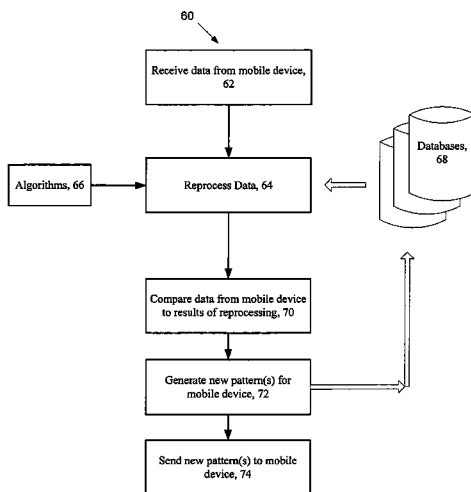 60
Receive data from mobile device,
62
Databases,
68
Algorithms, 66
Reprocess Data, 64
Compare data from mobile device
to results of reprocessing, 70
Generate new pattern(s) for
mobile device, 72
Send new pattern(s) to mobile
device, 74